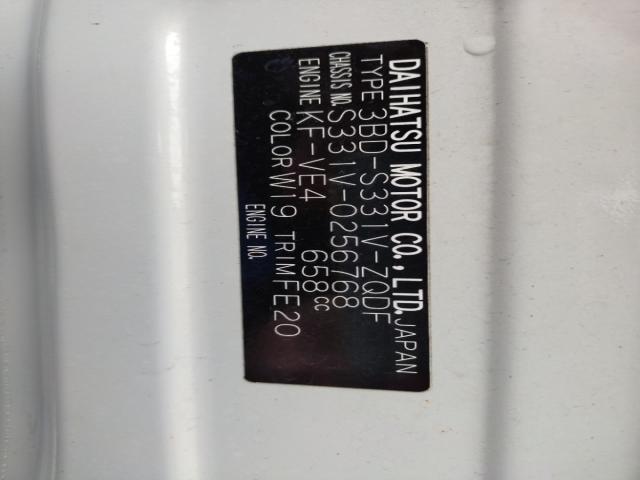 DAIHATSU MOTOR CO., LTD. JAPAN
TYPE 3BD-S331V-ZQDF
CHASSIS NO. S331V-0256768
ENGINE KF-VE4 658cc
COLOR W19 TRIM FE20
ENGINE NO.